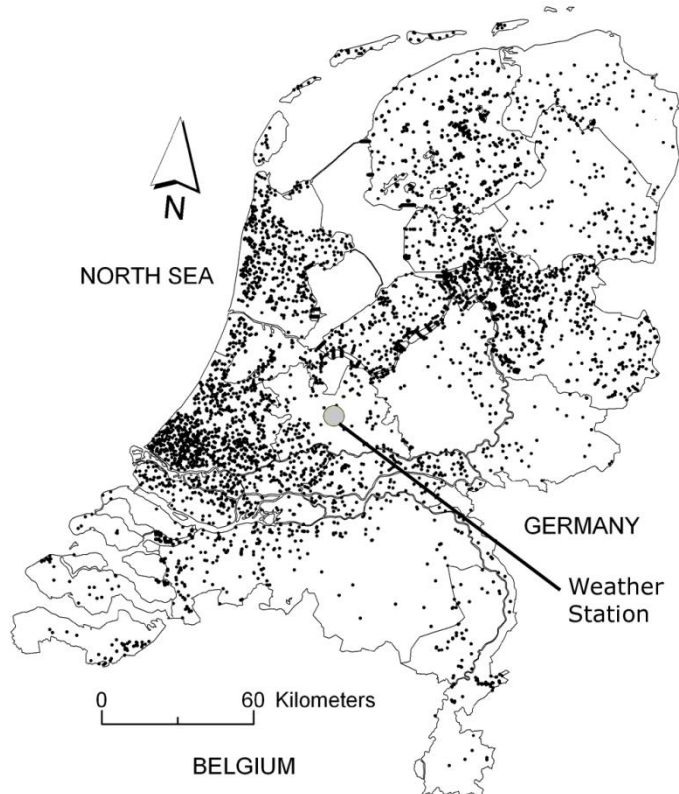 N
NORTH SEA
GERMANY
Weather
Station
0 60 Kilometers
BELGIUM